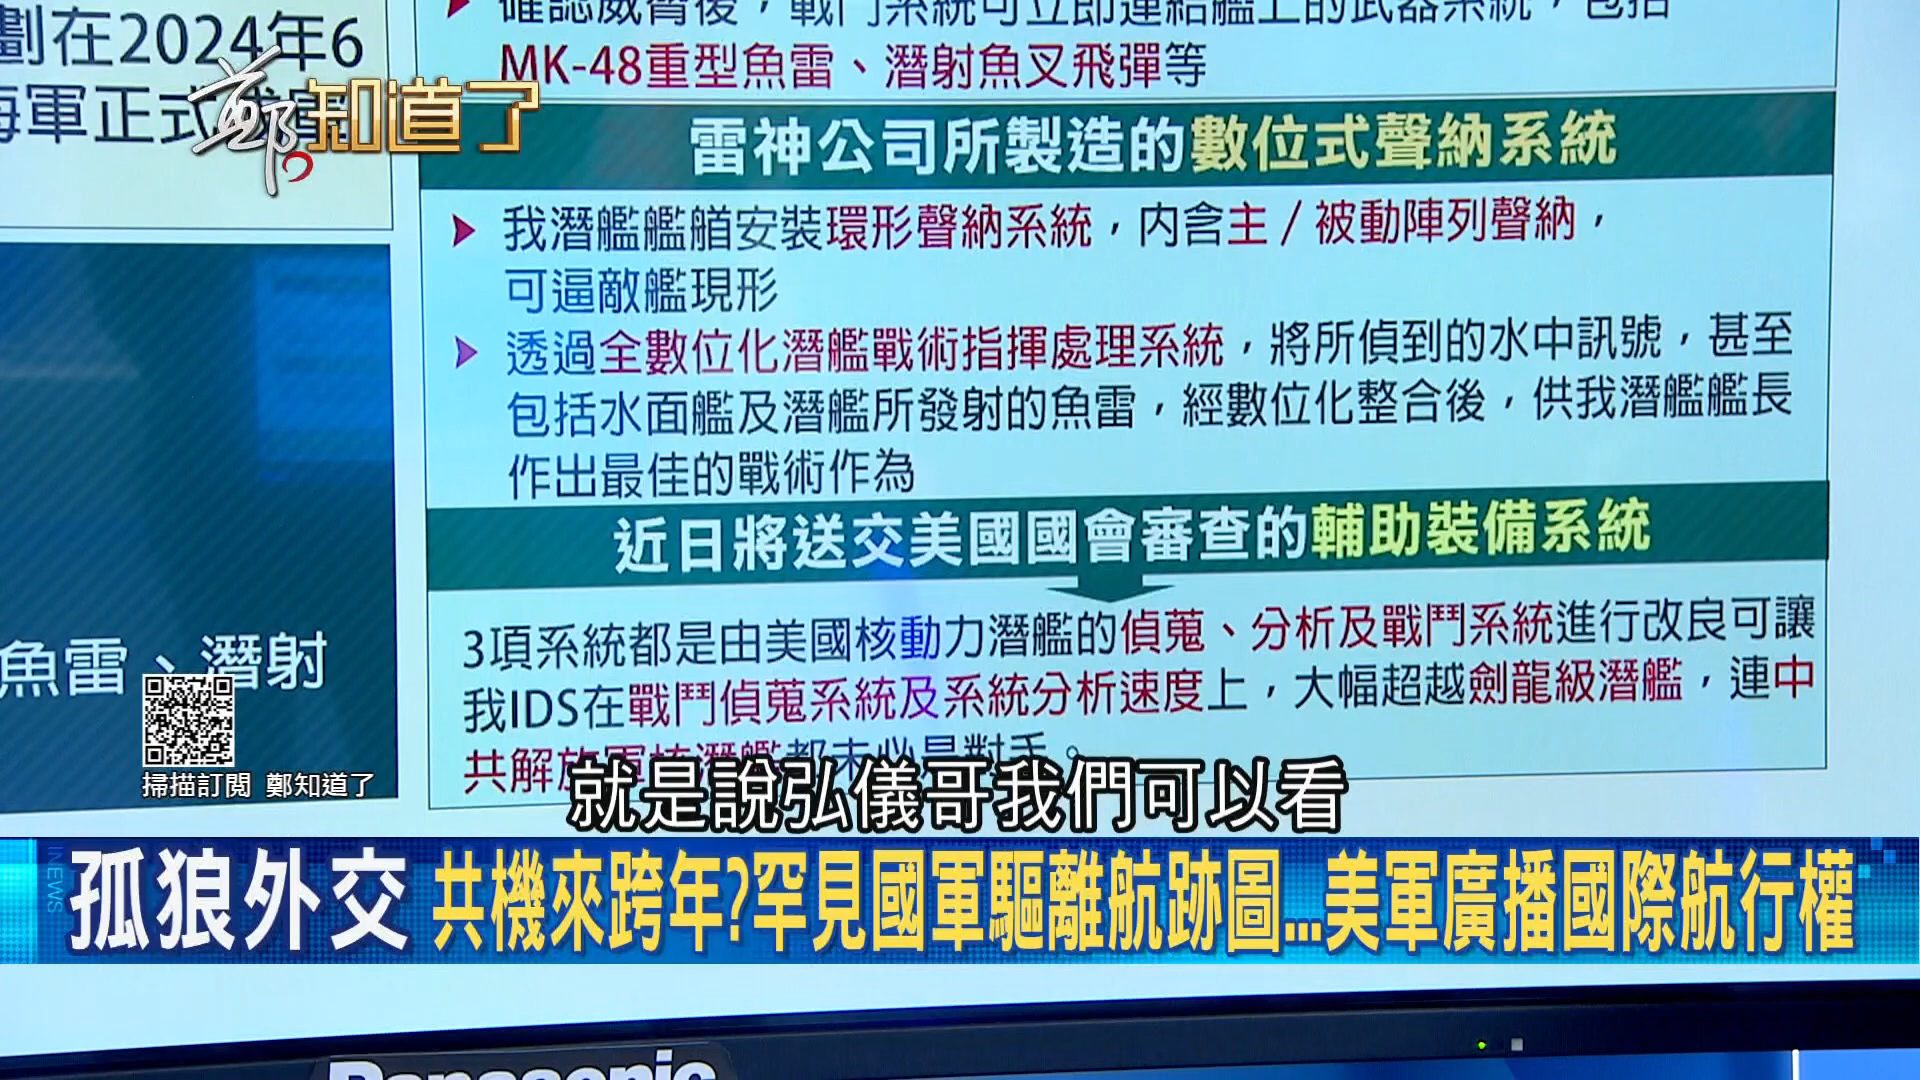 劃在2024年6
海軍正式
鄭知道了
確認威脅後，戰鬥系統可立即連結艦上的武器系統，包括
MK-48重型魚雷、潛射魚叉飛彈等
雷神公司所製造的數位式聲納系統
我潛艦艦艏安裝環形聲納系統，內含主/被動陣列聲納，
可逼敵艦現形
透過全數位化潛艦戰術指揮處理系統，將所偵到的水中訊號，甚至
包括水面艦及潛艦所發射的魚雷，經數位化整合後，供我潛艦艦長
作出最佳的戰術作為
近日將送交美國國會審查的輔助裝備系統
3項系統都是由美國核動力潛艦的偵蒐、分析及戰鬥系統進行改良可讓
我IDS在戰鬥偵蒐系統及系統分析速度上，大幅超越劍龍級潛艦，連中
共解放軍核潛艦都未必是對手。
魚雷、潛射
掃描訂閱 鄭知道了
就是說弘儀哥我們可以看
iNEWS
孤狼外交 共機來跨年?罕見國軍驅離航跡圖...美軍廣播國際航行權
Panasonic